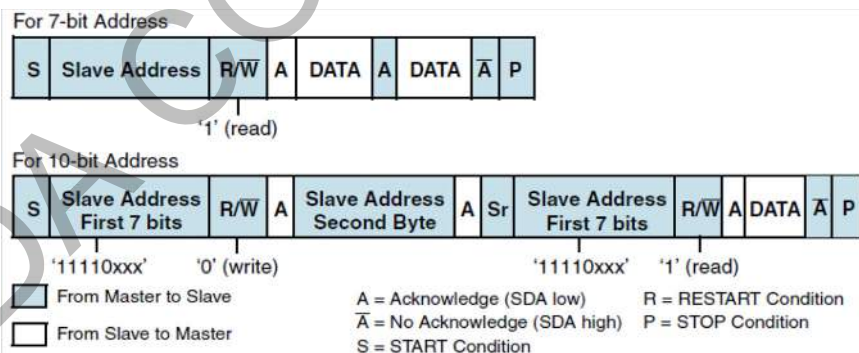 For 7-bit Address
S Slave Address R/W̅ A DATA A DATA A̅ P
'1' (read)
For 10-bit Address
S Slave Address First 7 bits R/W̅ A Slave Address Second Byte A Sr Slave Address First 7 bits R/W̅ A DATA A̅ P
'11110xxx' '0' (write) '11110xxx' '1' (read)
From Master to Slave
From Slave to Master
A = Acknowledge (SDA low)
A̅ = No Acknowledge (SDA high)
S = START Condition
R = RESTART Condition
P = STOP Condition
DA CO